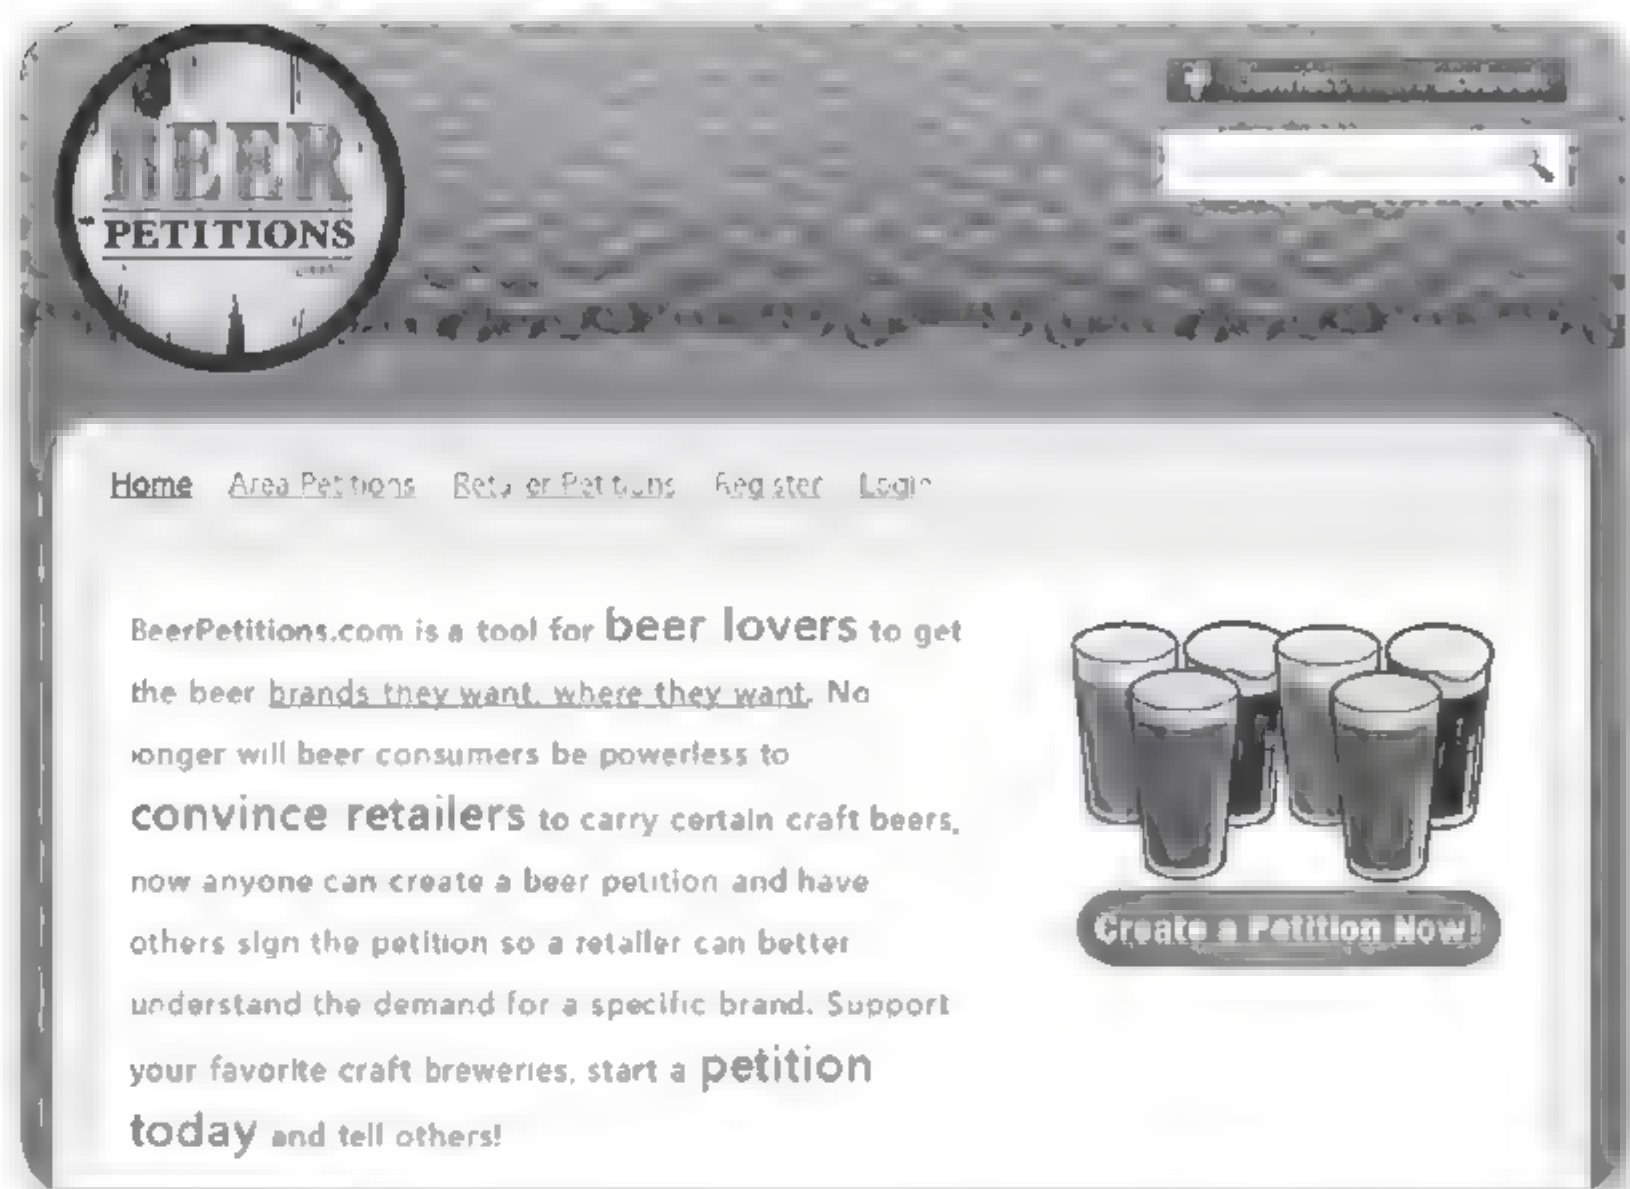 BEER
PETITIONS
Home Area Petitions Retailer Petitions Register Login
BeerPetitions.com is a tool for beer lovers to get
the beer brands they want, where they want. No
longer will beer consumers be powerless to
convince retailers to carry certain craft beers,
now anyone can create a beer petition and have
others sign the petition so a retailer can better
understand the demand for a specific brand. Support
your favorite craft breweries, start a petition
today and tell others!
Create a Petition Now!